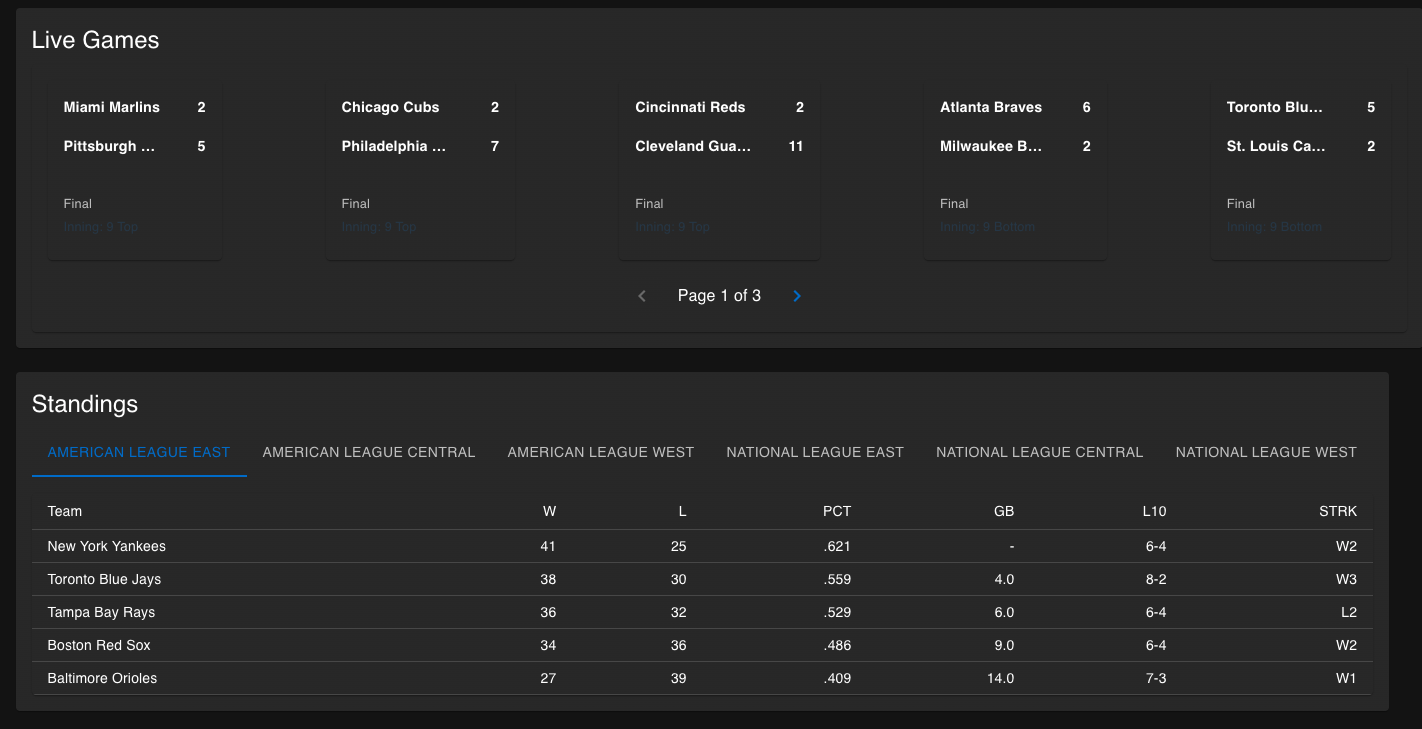 Live Games
Miami Marlins 2
Pittsburgh ... 5
Final
Inning: 9 Top
Chicago Cubs 2
Philadelphia ... 7
Final
Inning: 9 Top
Cincinnati Reds 2
Cleveland Gua... 11
Final
Inning: 9 Top
Atlanta Braves 6
Milwaukee B... 2
Final
Inning: 9 Bottom
Toronto Blu... 5
St. Louis Ca... 2
Final
Inning: 9 Bottom
Page 1 of 3
Standings
AMERICAN LEAGUE EAST AMERICAN LEAGUE CENTRAL AMERICAN LEAGUE WEST NATIONAL LEAGUE EAST NATIONAL LEAGUE CENTRAL NATIONAL LEAGUE WEST
Team W L PCT GB L10 STRK
New York Yankees 41 25 .621 - 6-4 W2
Toronto Blue Jays 38 30 .559 4.0 8-2 W3
Tampa Bay Rays 36 32 .529 6.0 6-4 L2
Boston Red Sox 34 36 .486 9.0 6-4 W2
Baltimore Orioles 27 39 .409 14.0 7-3 W1